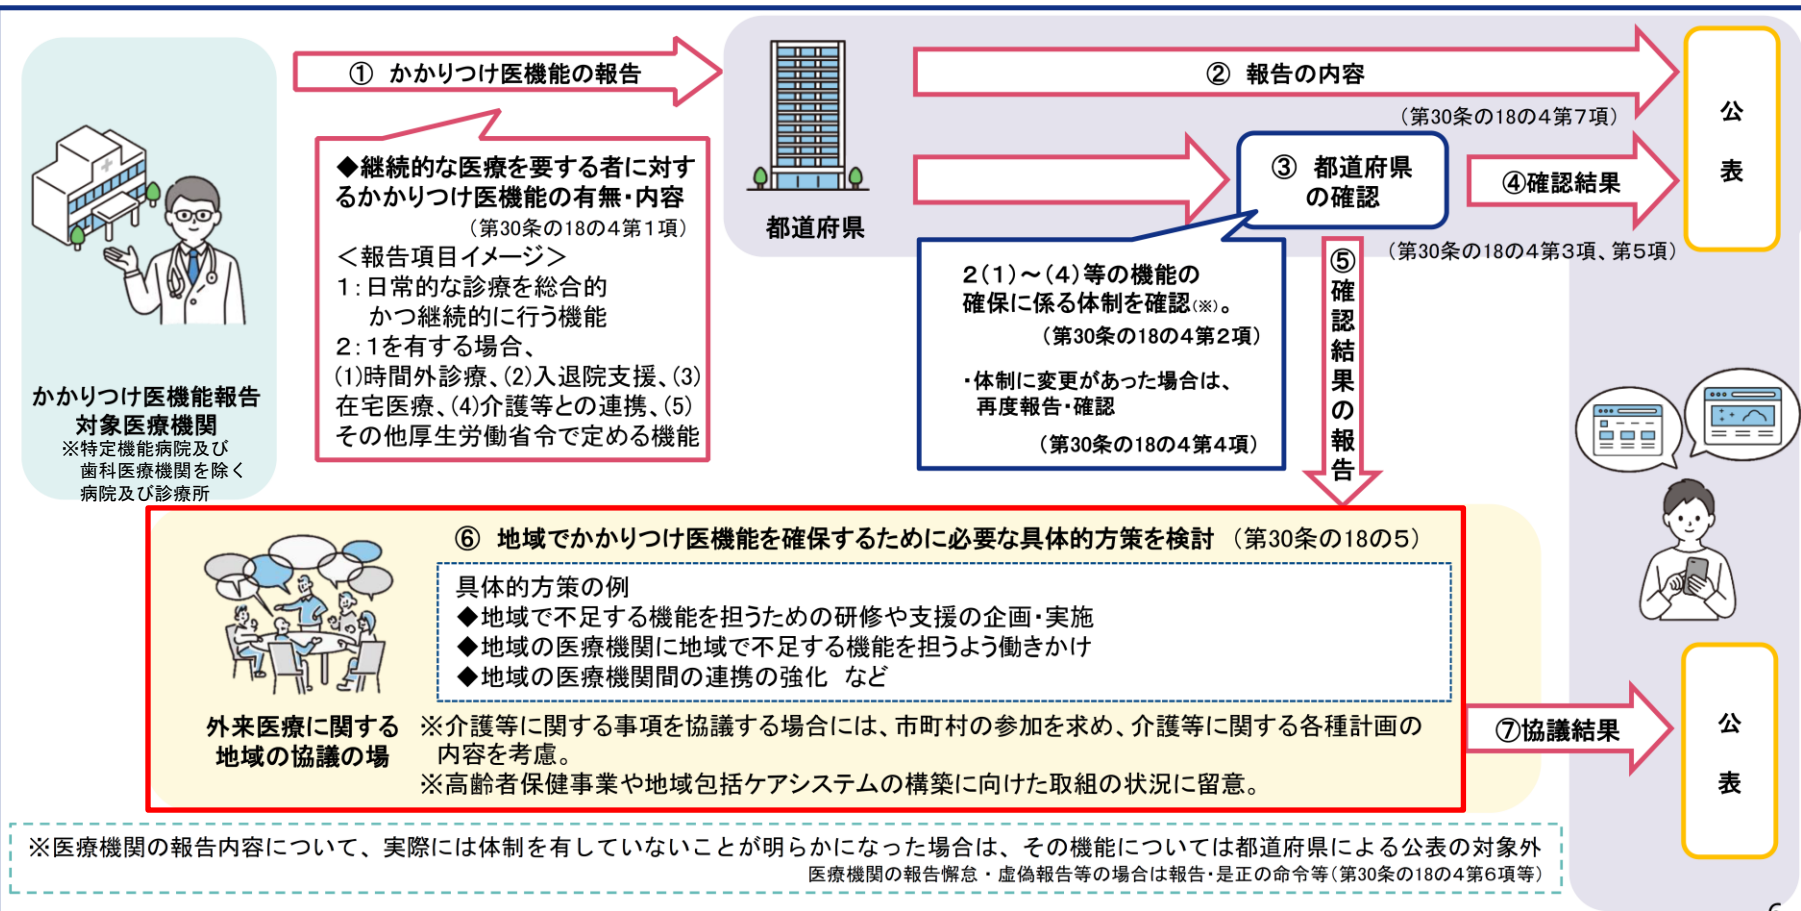 ① かかりつけ医機能の報告
② 報告の内容
(第30条の18の4第7項)
公
表
◆継続的な医療を要する者に対す
るかかりつけ医機能の有無・内容
(第30条の18の4第1項)
＜報告項目イメージ＞
1：日常的な診療を総合的
かつ継続的に行う機能
2：1を有する場合、
(1)時間外診療、(2)入退院支援、(3)
在宅医療、(4)介護等との連携、(5)
その他厚生労働省令で定める機能
都道府県
③ 都道府県
の確認
④確認結果
(第30条の18の4第3項、第5項)
2(1)～(4)等の機能の
確保に係る体制を確認(※)。
(第30条の18の4第2項)
・体制に変更があった場合は、
再度報告・確認
(第30条の18の4第4項)
⑤確認結果の報告
かかりつけ医機能報告
対象医療機関
※特定機能病院及び
歯科医療機関を除く
病院及び診療所
⑥ 地域でかかりつけ医機能を確保するために必要な具体的方策を検討 (第30条の18の5)
具体的方策の例
◆地域で不足する機能を担うための研修や支援の企画・実施
◆地域の医療機関に地域で不足する機能を担うよう働きかけ
◆地域の医療機関間の連携の強化 など
外来医療に関する
地域の協議の場
※介護等に関する事項を協議する場合には、市町村の参加を求め、介護等に関する各種計画の
内容を考慮。
※高齢者保健事業や地域包括ケアシステムの構築に向けた取組の状況に留意。
⑦協議結果
公
表
※医療機関の報告内容について、実際には体制を有していないことが明らかになった場合は、その機能については都道府県による公表の対象外
医療機関の報告懈怠・虚偽報告等の場合は報告・是正の命令等(第30条の18の4第6項等)